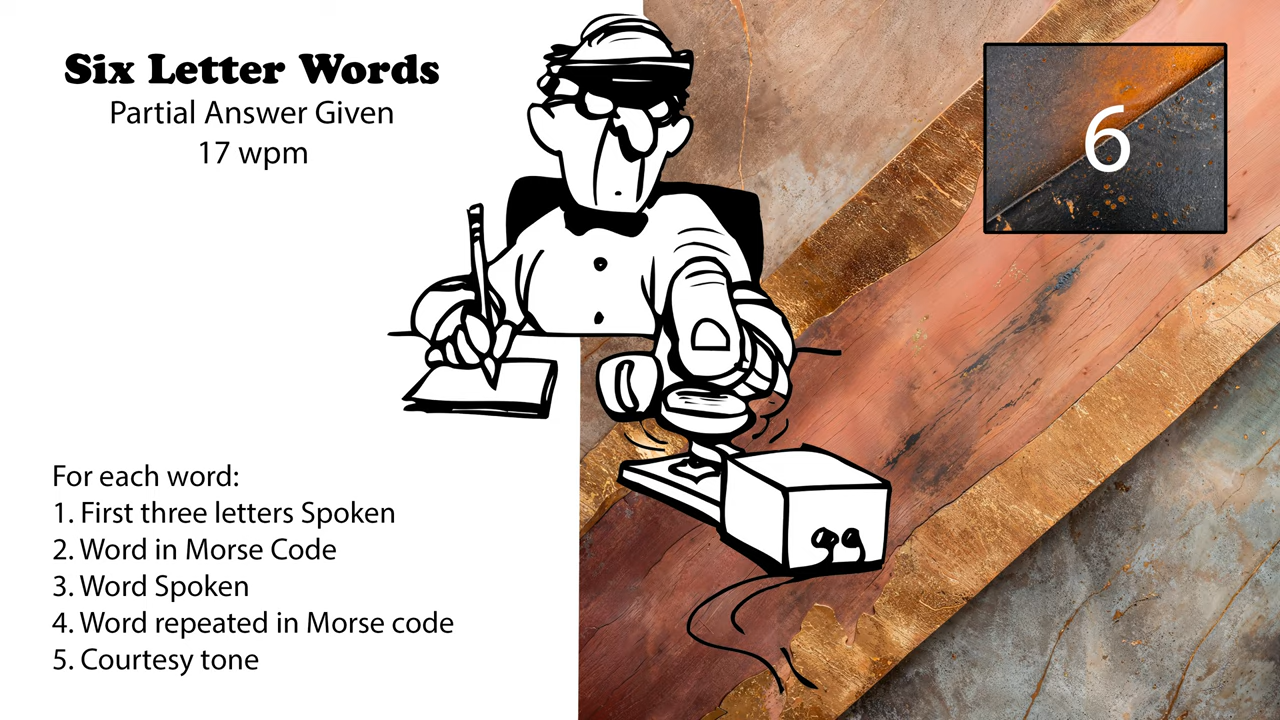 Six Letter Words
Partial Answer Given
17 wpm
6
For each word:
1. First three letters Spoken
2. Word in Morse Code
3. Word Spoken
4. Word repeated in Morse code
5. Courtesy tone